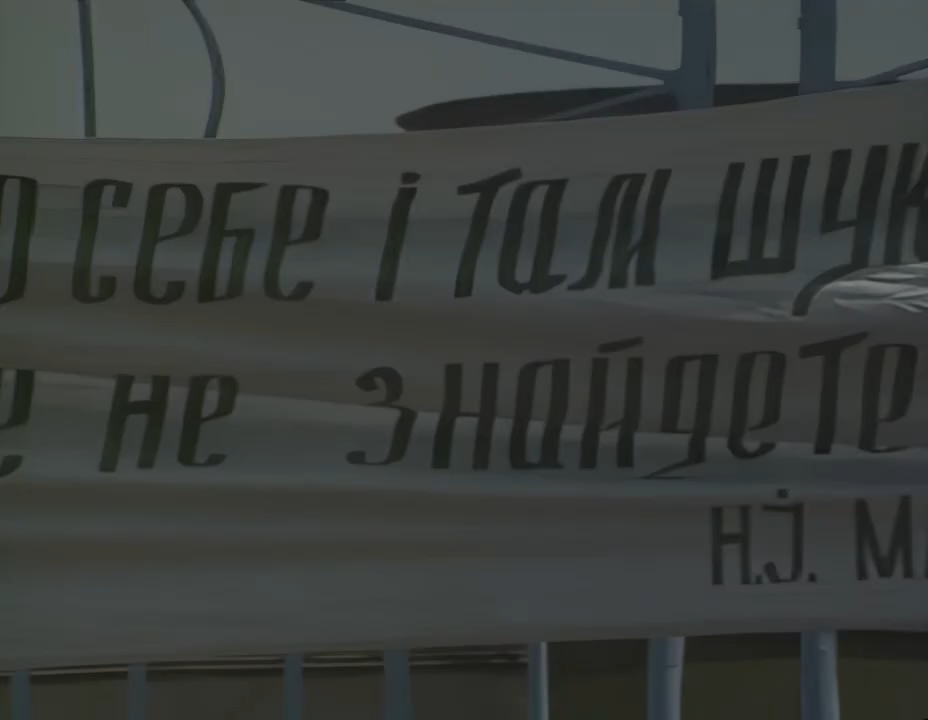 себе і там шук
не знайдете
Н.Ј. М